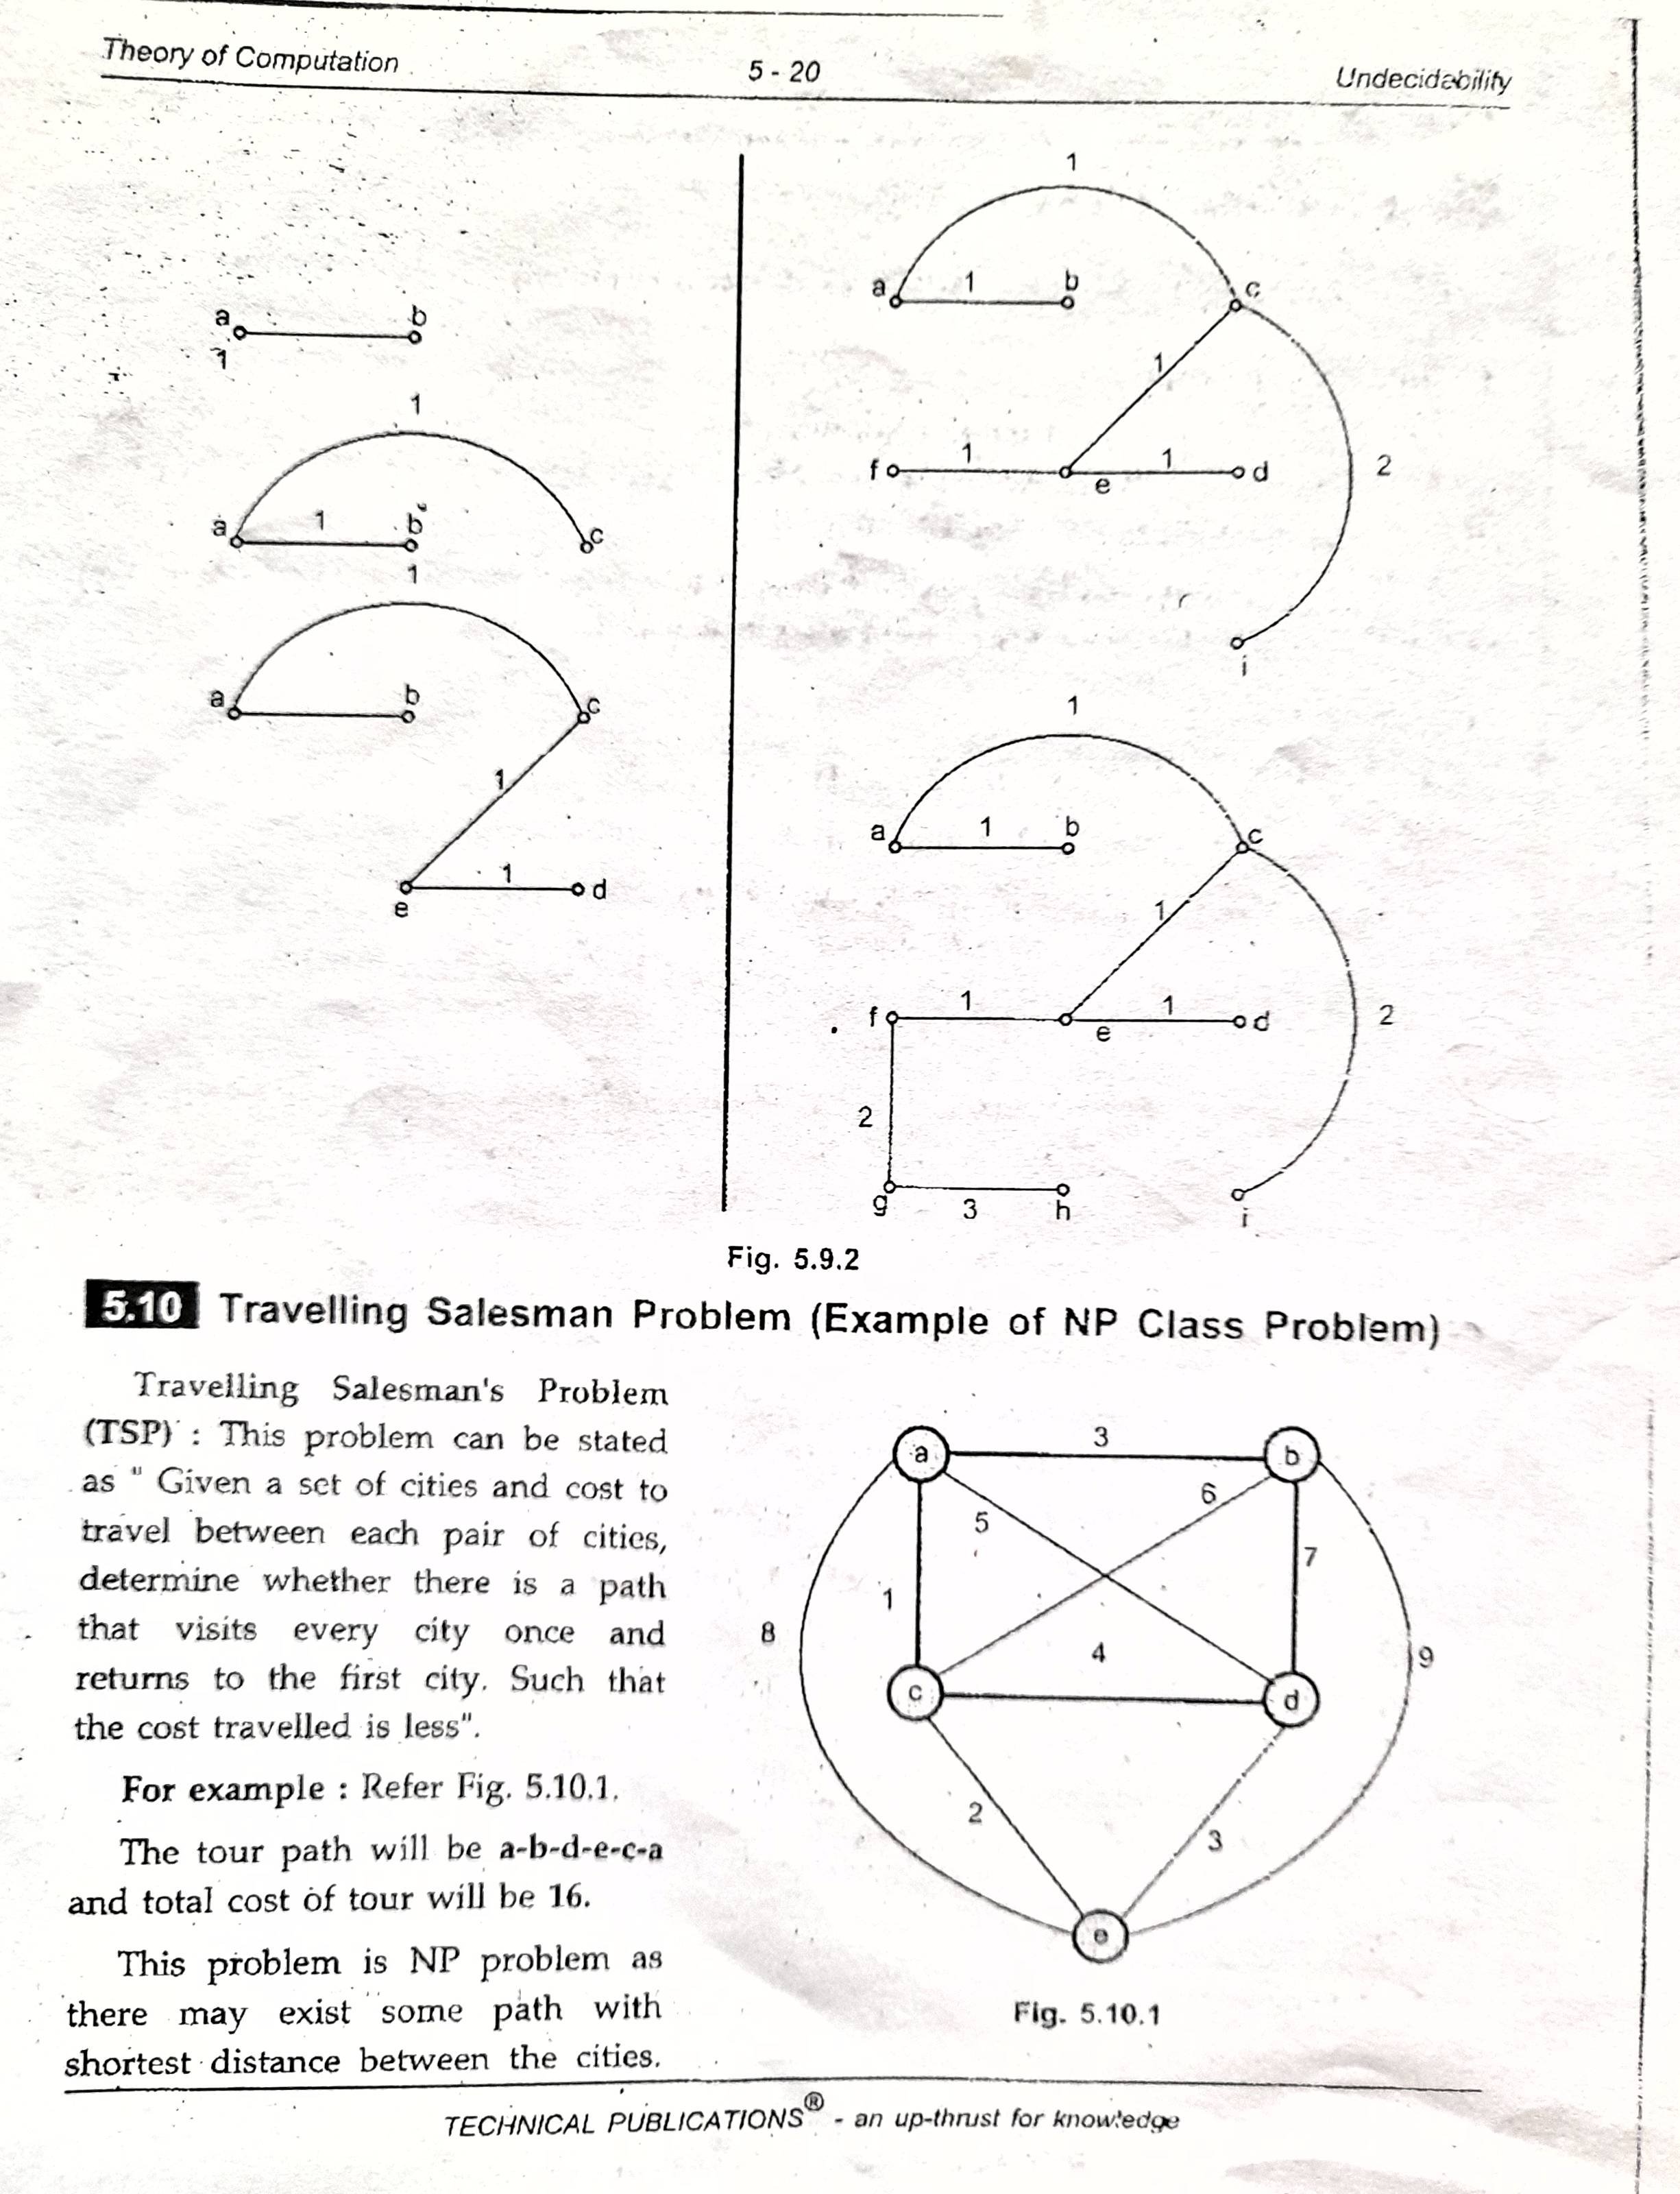 Theory of Computation
5 - 20
Undecidability
a
b
1
1
a
1
b
c
1
a
b
c
1
1
e
d
1
a
1
b
c
1
f
1
e
1
d
2
i
1
a
1
b
c
1
f
1
e
1
d
2
2
g
3
h
i
Fig. 5.9.2
5.10 Travelling Salesman Problem (Example of NP Class Problem)
Travelling Salesman's Problem
(TSP) : This problem can be stated
as " Given a set of cities and cost to
travel between each pair of cities,
determine whether there is a path
that visits every city once and
returns to the first city. Such that
the cost travelled is less".
For example : Refer Fig. 5.10.1.
The tour path will be a-b-d-e-c-a
and total cost of tour will be 16.
This problem is NP problem as
there may exist some path with
shortest distance between the cities.
a
3
b
6
5
7
1
8
4
9
c
d
2
3
e
Fig. 5.10.1
TECHNICAL PUBLICATIONS® - an up-thrust for knowledge